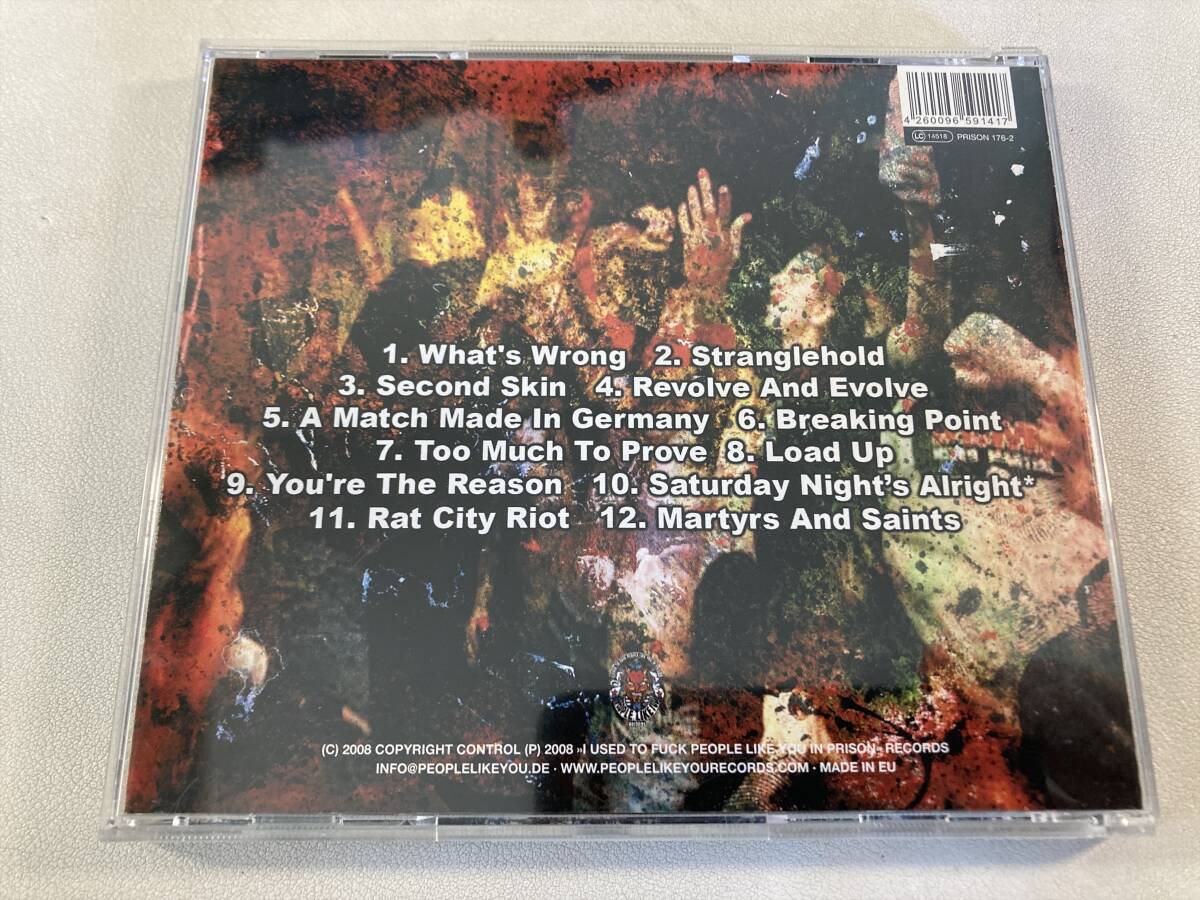 4 260096 591417
LC 14518 PRISON 176-2
1. What's Wrong 2. Stranglehold
3. Second Skin 4. Revolve And Evolve
5. A Match Made In Germany 6. Breaking Point
7. Too Much To Prove 8. Load Up
9. You're The Reason 10. Saturday Night's Alright*
11. Rat City Riot 12. Martyrs And Saints
(C) 2008 COPYRIGHT CONTROL (P) 2008 »I USED TO FUCK PEOPLE LIKE YOU IN PRISON« RECORDS
INFO@PEOPLELIKEYOU.DE · WWW.PEOPLELIKEYOURECORDS.COM · MADE IN EU